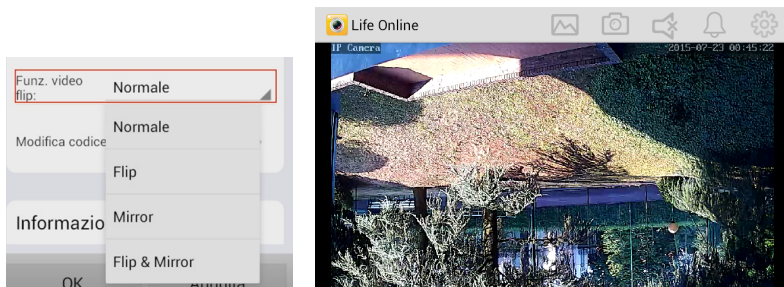 Funz. video
flip:
Normale
Normale
Modifica codice
Flip
Mirror
Informazio
Flip & Mirror
OK
Life Online
IP Camera
2015-07-23 00:45:22